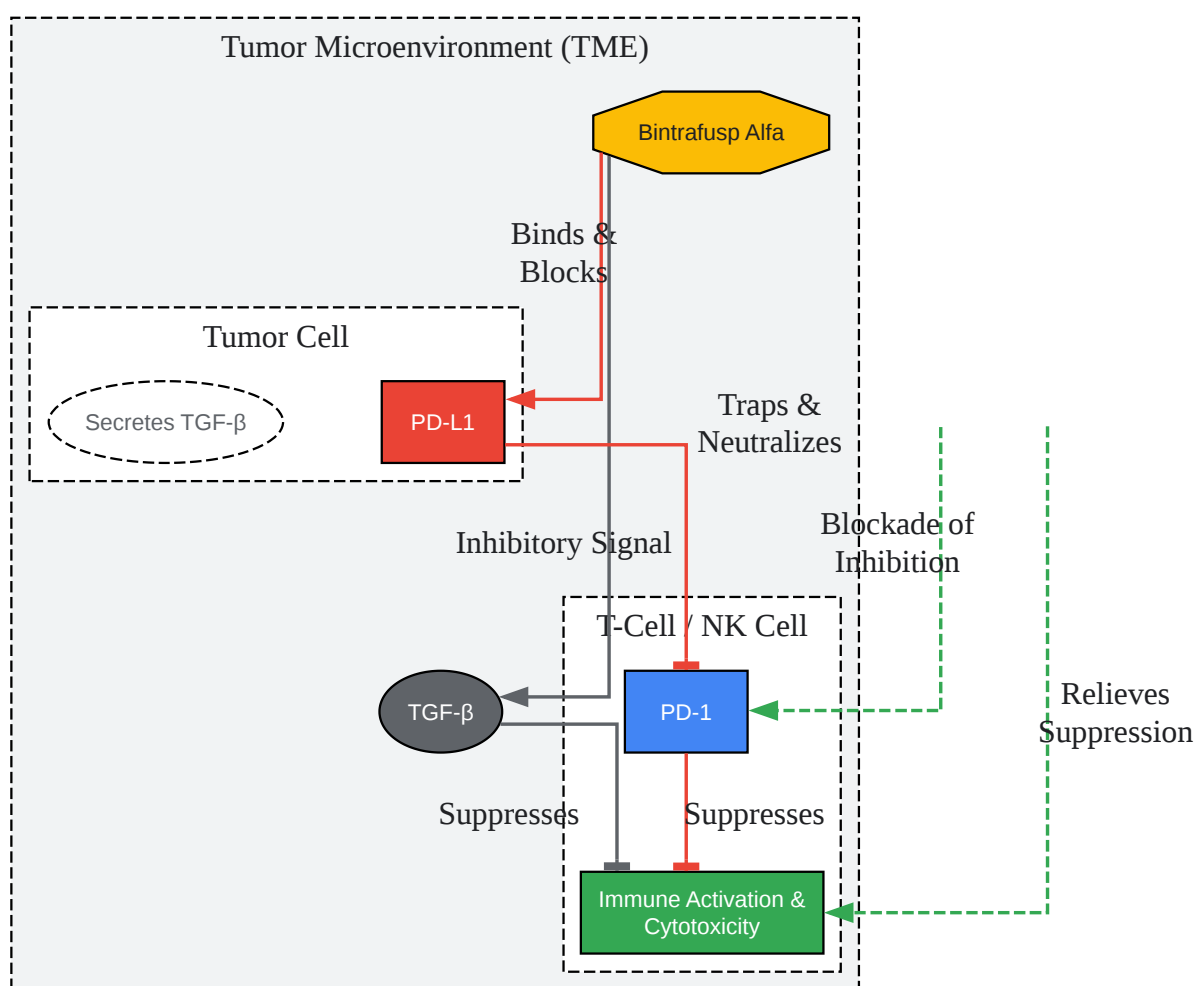 Tumor Microenvironment (TME)
Bintrafusp Alfa
Binds &
Blocks
Tumor Cell
Secretes TGF-β
PD-L1
Traps &
Neutralizes
Inhibitory Signal
Blockade of
Inhibition
T-Cell / NK Cell
TGF-β
PD-1
Relieves
Suppression
Suppresses
Suppresses
Immune Activation &
Cytotoxicity